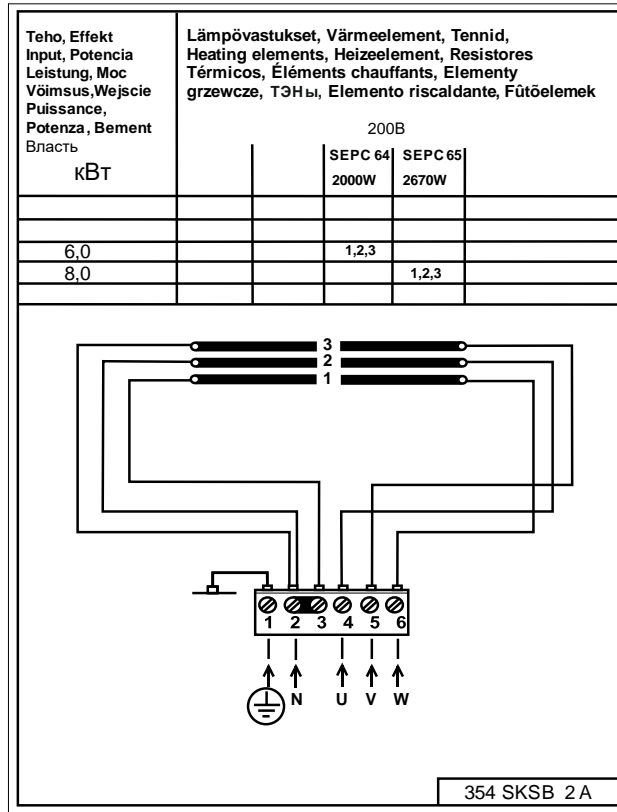 Teho, Effekt
Input, Potencia
Leistung, Moc
Vöimsus,Wejscie
Puissance,
Potenza, Bement
Власть
кВт
Lämpövastukset, Värmeelement, Tennid,
Heating elements, Heizeelement, Resistores
Térmicos, Éléments chauffants, Elementy
grzewcze, ТЭНы, Elemento riscaldante, Fûtõelemek
200В
SEPC 64 SEPC 65
2000W 2670W
6,0 1,2,3
8,0 1,2,3
3
2
1
1 2 3 4 5 6
N U V W
354 SKSB 2 A